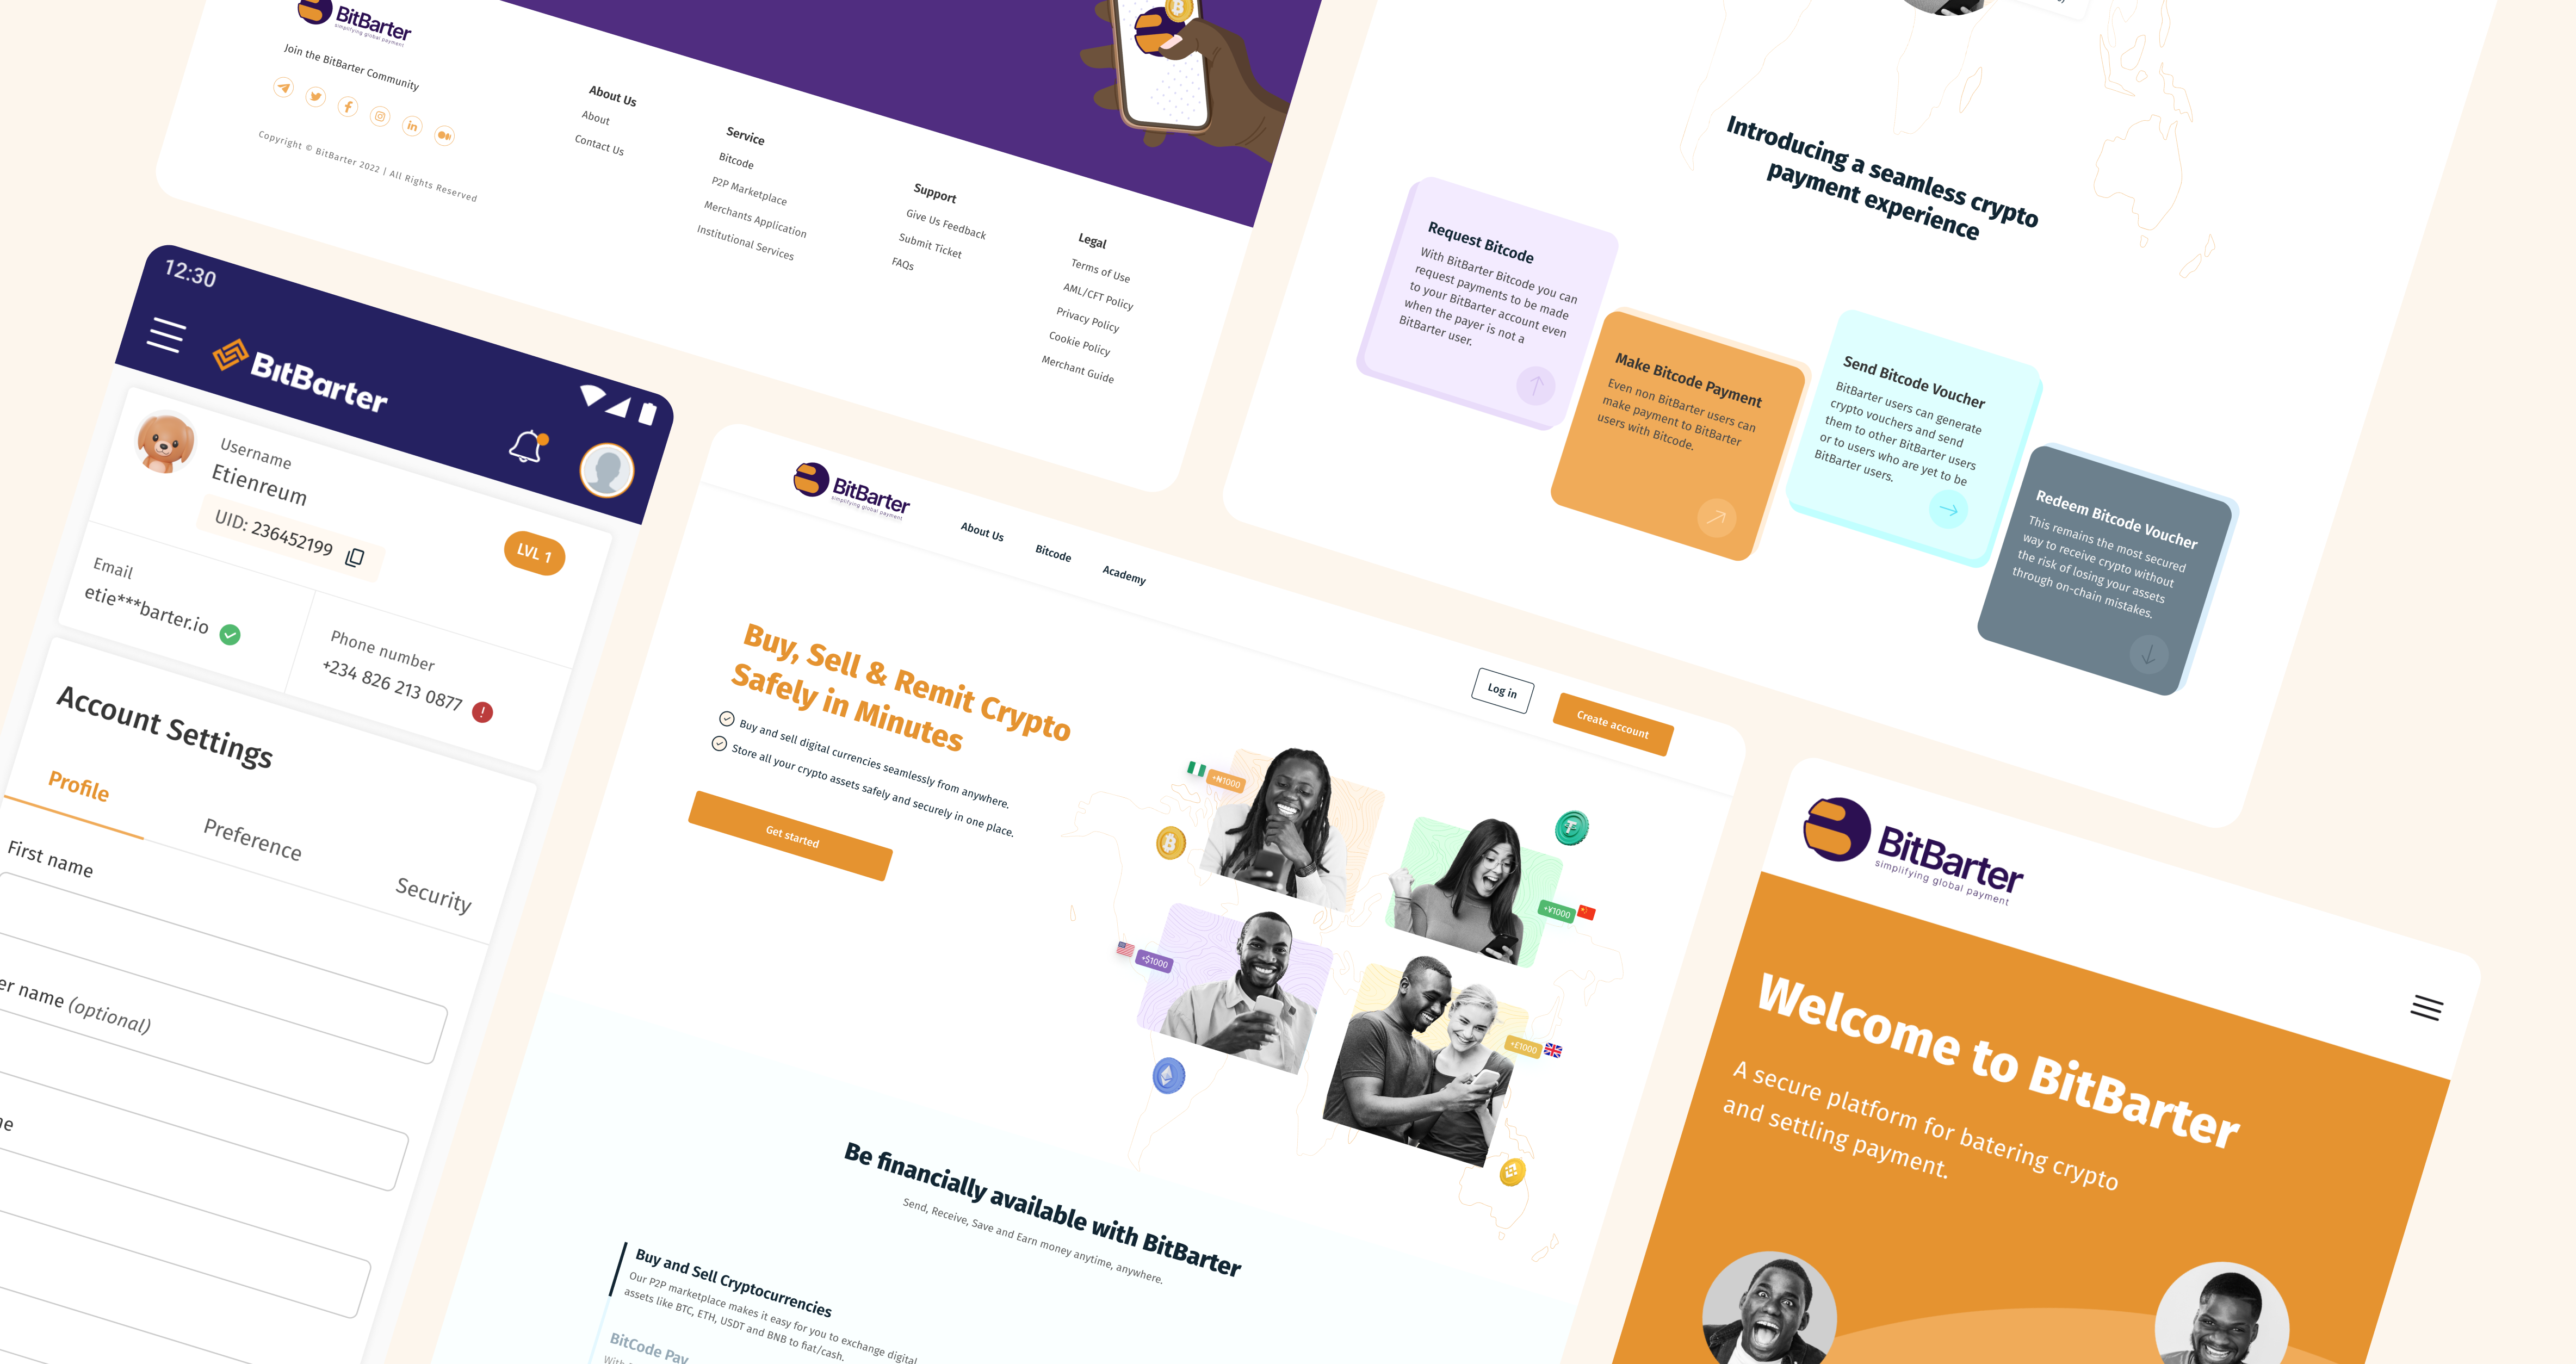 BitBarter
simplifying global payment
Join the BitBarter Community
Copyright © BitBarter 2022 | All Rights Reserved
About Us
About
Contact Us
Service
Bitcode
P2P Marketplace
Merchants Application
Institutional Services
Support
Give Us Feedback
Submit Ticket
FAQs
Legal
Terms of Use
AML/CFT Policy
Privacy Policy
Cookie Policy
Merchant Guide
Introducing a seamless crypto
payment experience
Request Bitcode
With BitBarter Bitcode you can
request payments to be made
to your BitBarter account even
when the payer is not a
BitBarter user.
Make Bitcode Payment
Even non BitBarter users can
make payment to BitBarter
users with Bitcode.
Send Bitcode Voucher
BitBarter users can generate
crypto vouchers and send
them to other BitBarter users
or to users who are yet to be
BitBarter users.
Redeem Bitcode Voucher
This remains the most secured
way to receive crypto without
the risk of losing your assets
through on-chain mistakes.
12:30
BitBarter
Username
Etienreum
UID: 236452199
LVL 1
Email
etie***barter.io
Phone number
+234 826 213 0877
Account Settings
Profile
Preference
Security
First name
er name (optional)
ne
BitBarter
simplifying global payment
About Us
Bitcode
Academy
Log in
Create account
Buy, Sell & Remit Crypto
Safely in Minutes
Buy and sell digital currencies seamlessly from anywhere.
Store all your crypto assets safely and securely in one place.
Get started
+₦1000
+¥1000
+$1000
+£1000
Be financially available with BitBarter
Send, Receive, Save and Earn money anytime, anywhere.
Buy and Sell Cryptocurrencies
Our P2P marketplace makes it easy for you to exchange digital
assets like BTC, ETH, USDT and BNB to fiat/cash.
BitCode Pay
BitBarter
simplifying global payment
Welcome to BitBarter
A secure platform for batering crypto
and settling payment.